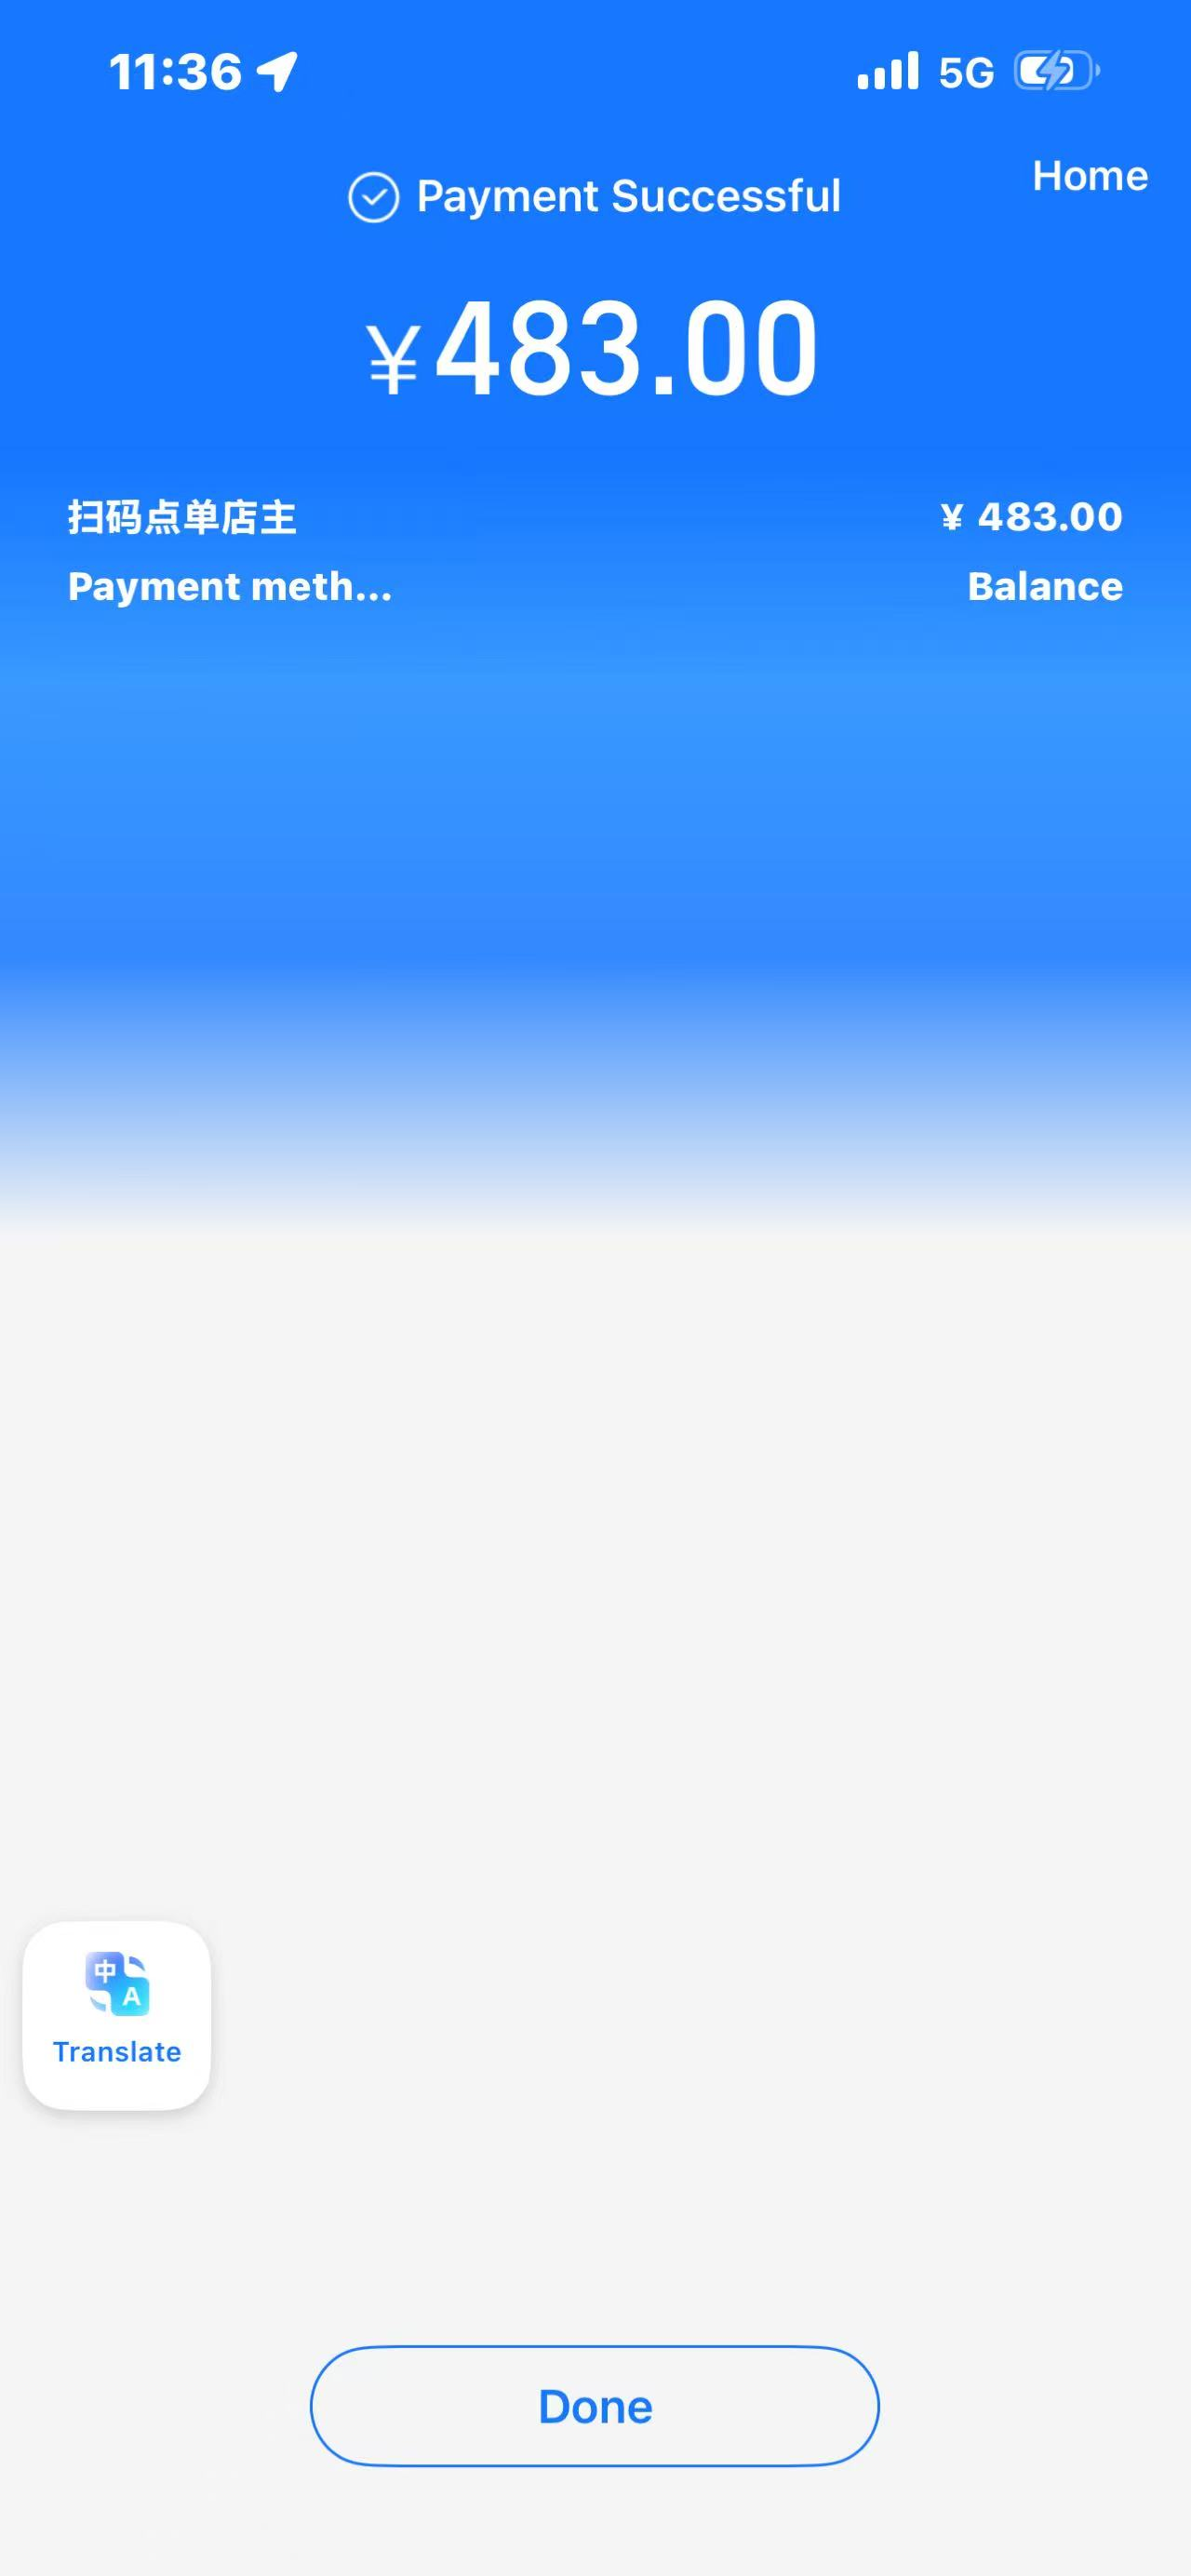 11:36 5G
Home
Payment Successful
¥483.00
扫码点单店主 ¥ 483.00
Payment meth... Balance
中 A
Translate
Done